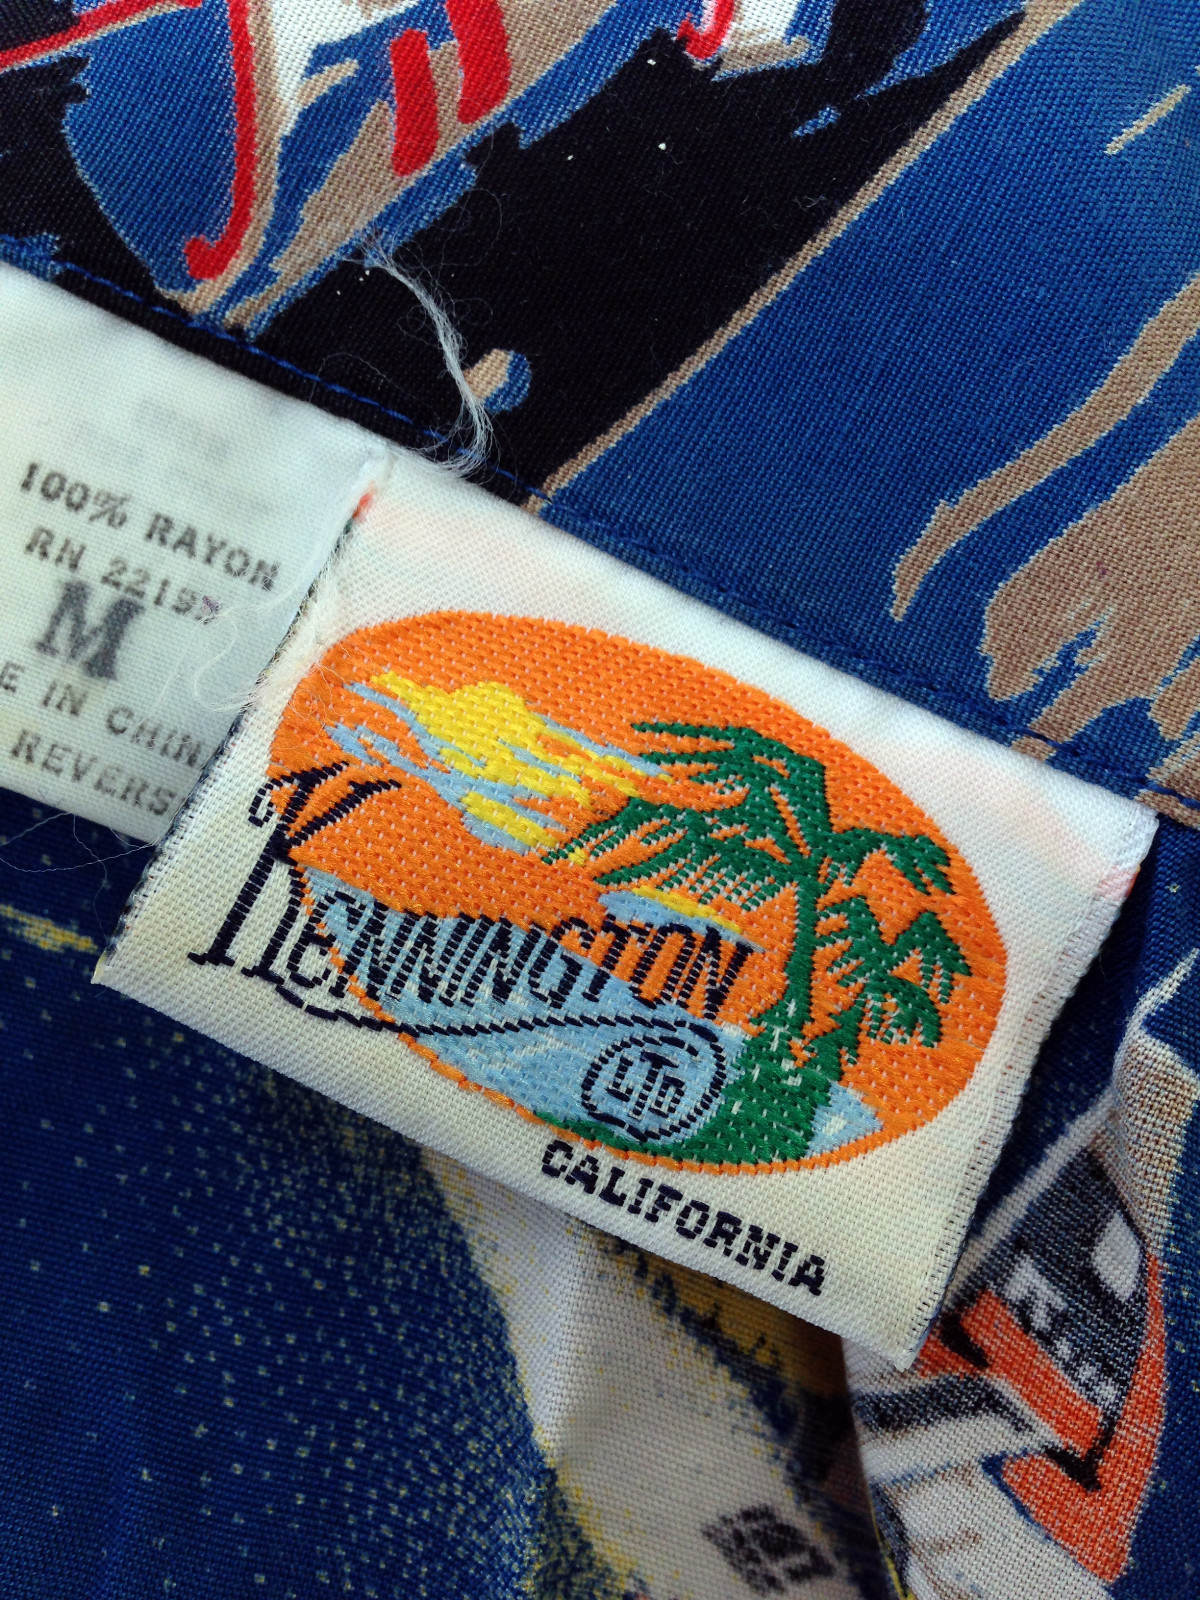 100% RAYON
RN 2219
M
E IN CHIN
REVERS
KENNINGTON
LTD
CALIFORNIA